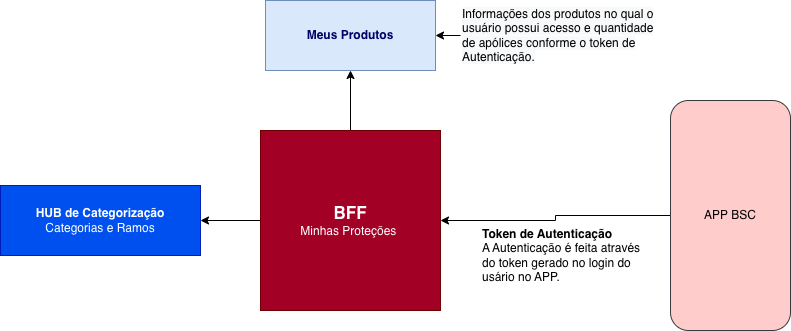 Informações dos produtos no qual o
usuário possui acesso e quantidade
de apólices conforme o token de
Autenticação.
Meus Produtos
HUB de Categorização
Categorias e Ramos
BFF
Minhas Proteções
Token de Autenticação
A Autenticação é feita através
do token gerado no login do
usário no APP.
APP BSC